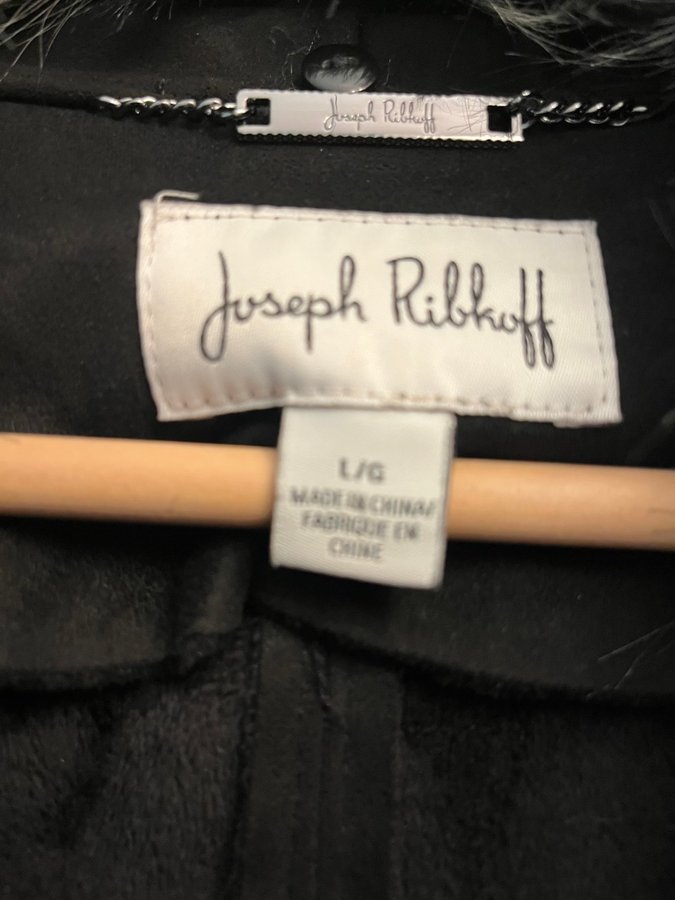 Joseph Ribkoff
Joseph Ribkoff
L/G
MADE IN CHINA/
FABRIQUE EN
CHINE